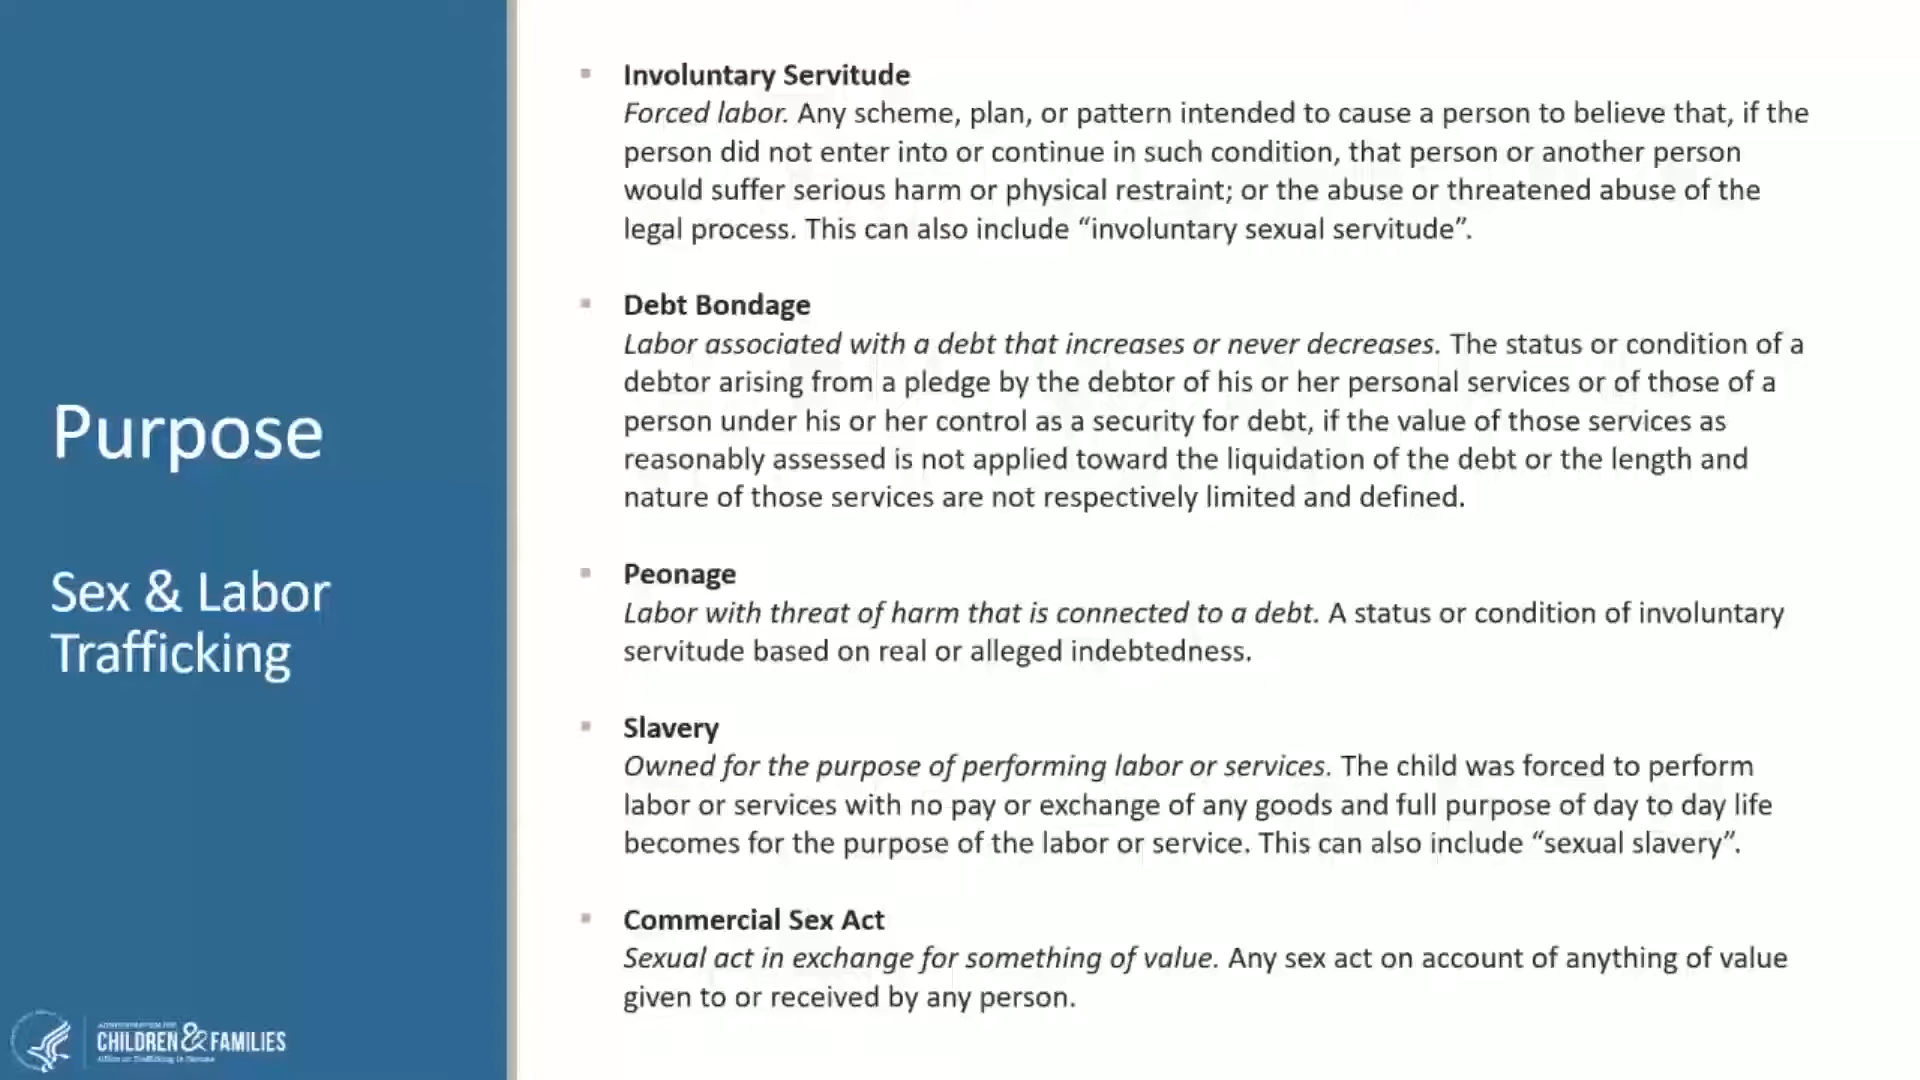 Purpose
Sex & Labor
Trafficking
Involuntary Servitude
Forced labor. Any scheme, plan, or pattern intended to cause a person to believe that, if the
person did not enter into or continue in such condition, that person or another person
would suffer serious harm or physical restraint; or the abuse or threatened abuse of the
legal process. This can also include “involuntary sexual servitude”.
Debt Bondage
Labor associated with a debt that increases or never decreases. The status or condition of a
debtor arising from a pledge by the debtor of his or her personal services or of those of a
person under his or her control as a security for debt, if the value of those services as
reasonably assessed is not applied toward the liquidation of the debt or the length and
nature of those services are not respectively limited and defined.
Peonage
Labor with threat of harm that is connected to a debt. A status or condition of involuntary
servitude based on real or alleged indebtedness.
Slavery
Owned for the purpose of performing labor or services. The child was forced to perform
labor or services with no pay or exchange of any goods and full purpose of day to day life
becomes for the purpose of the labor or service. This can also include “sexual slavery”.
Commercial Sex Act
Sexual act in exchange for something of value. Any sex act on account of anything of value
given to or received by any person.
ADMINISTRATION FOR
CHILDREN & FAMILIES
Office on Trafficking in Persons